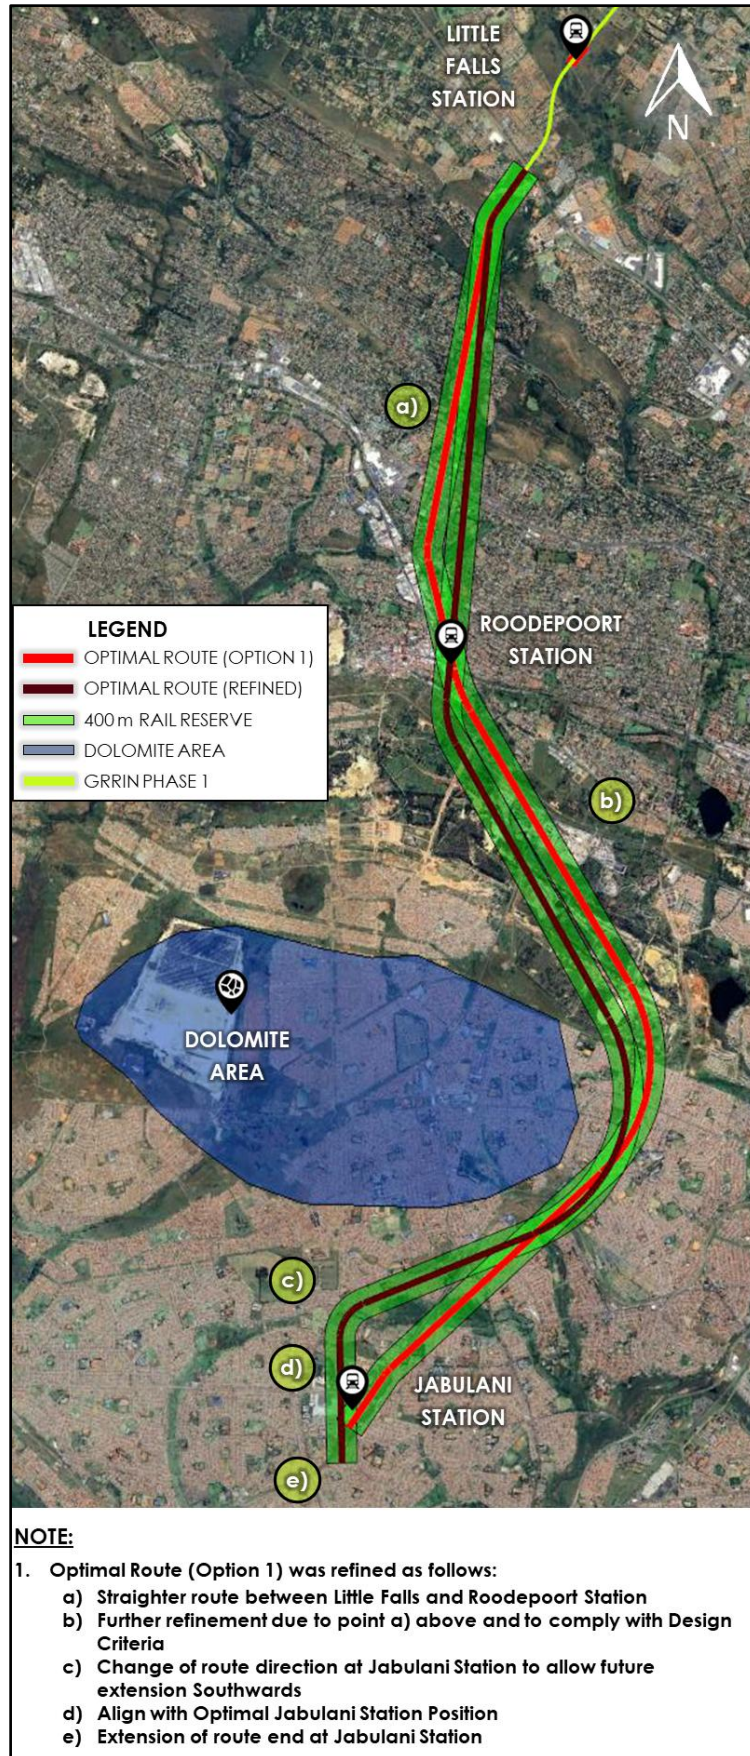 LITTLE
FALLS
STATION
N
a)
ROODEPOORT
STATION
LEGEND
OPTIMAL ROUTE (OPTION 1)
OPTIMAL ROUTE (REFINED)
400 m RAIL RESERVE
DOLOMITE AREA
GRRIN PHASE 1
b)
DOLOMITE
AREA
c)
d)
JABULANI
STATION
e)
NOTE:
1. Optimal Route (Option 1) was refined as follows:
a) Straighter route between Little Falls and Roodepoort Station
b) Further refinement due to point a) above and to comply with Design
Criteria
c) Change of route direction at Jabulani Station to allow future
extension Southwards
d) Align with Optimal Jabulani Station Position
e) Extension of route end at Jabulani Station